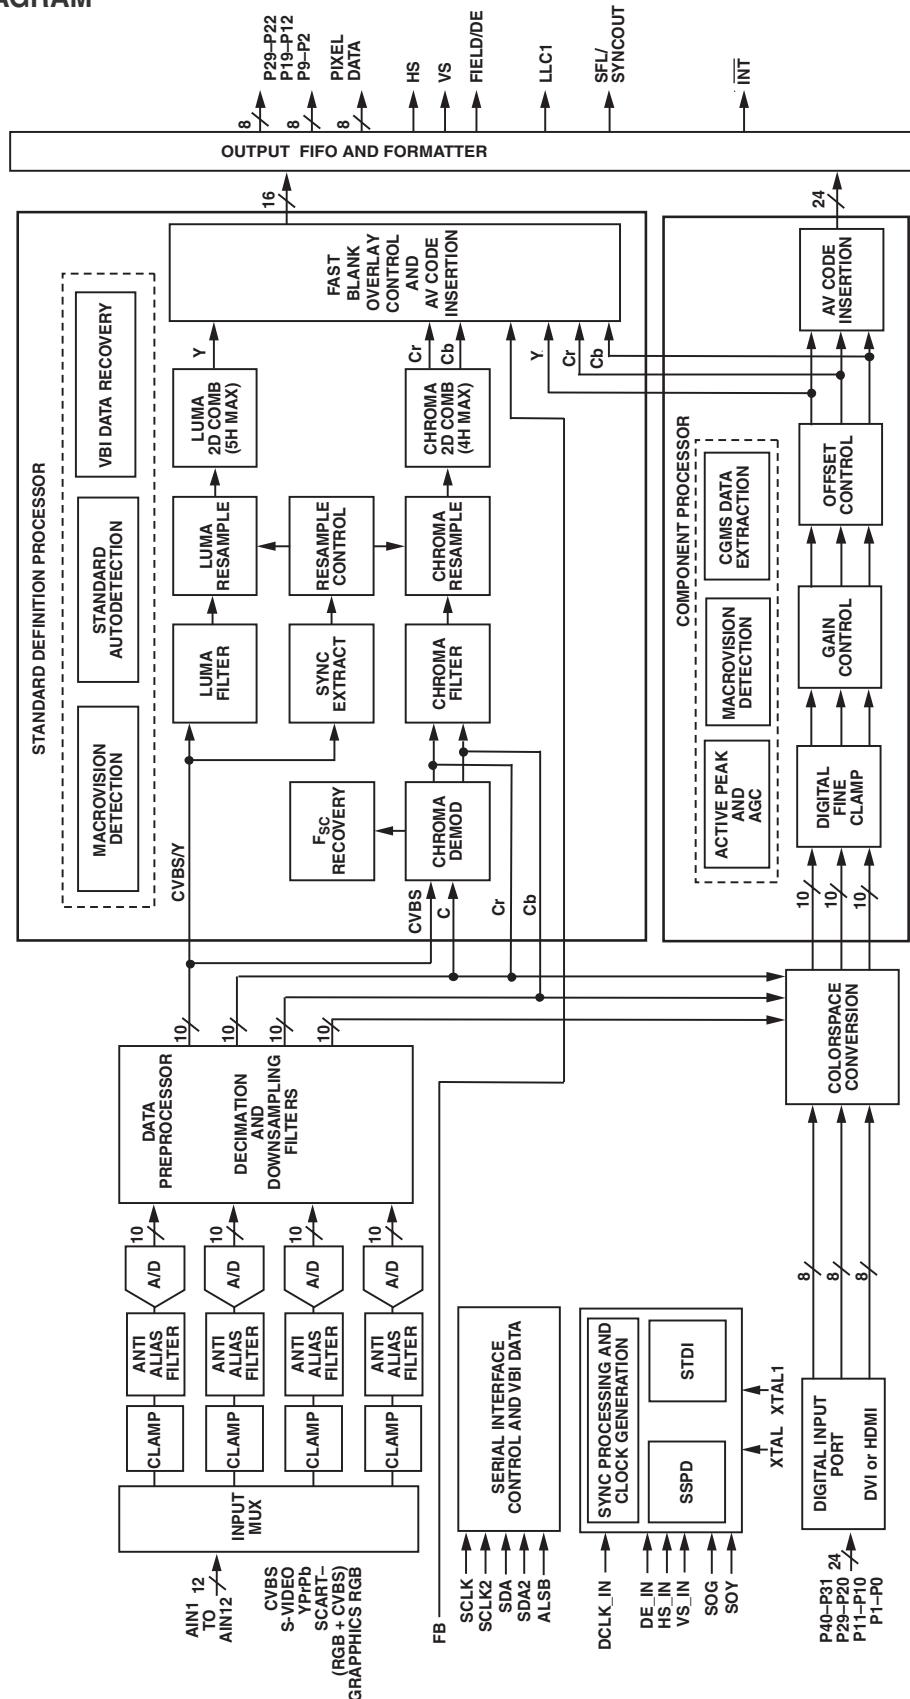 AGRAM
P29–P22
P19–P12
P9–P2
PIXEL
DATA
HS
VS
FIELD/DE
LLC1
SFL/
SYNCOUT
INT
8
8
8
OUTPUT FIFO AND FORMATTER
16
24
STANDARD DEFINITION PROCESSOR
MACROVISION
DETECTION
STANDARD
AUTODETECTION
VBI DATA RECOVERY
FAST
BLANK
OVERLAY
CONTROL
AND
AV CODE
INSERTION
Y
Cr
Cb
Y
Cr
Cb
LUMA
FILTER
LUMA
RESAMPLE
LUMA
2D COMB
(5H MAX)
SYNC
EXTRACT
RESAMPLE
CONTROL
CHROMA
FILTER
CHROMA
RESAMPLE
CHROMA
2D COMB
(4H MAX)
FSC
RECOVERY
CHROMA
DEMOD
CVBS/Y
CVBS
C
Cr
Cb
COMPONENT PROCESSOR
ACTIVE PEAK
AND
AGC
MACROVISION
DETECTION
CGMS DATA
EXTRACTION
DIGITAL
FINE
CLAMP
GAIN
CONTROL
OFFSET
CONTROL
AV CODE
INSERTION
10
10
10
COLORSPACE
CONVERSION
10
10
10
10
DATA
PREPROCESSOR
DECIMATION
AND
DOWNSAMPLING
FILTERS
10
10
10
10
A/D
A/D
A/D
A/D
ANTI
ALIAS
FILTER
ANTI
ALIAS
FILTER
ANTI
ALIAS
FILTER
ANTI
ALIAS
FILTER
CLAMP
CLAMP
CLAMP
CLAMP
INPUT
MUX
AIN1
TO
AIN12
12
CVBS
S-VIDEO
YPrPb
SCART–
(RGB + CVBS)
GRAPPHICS RGB
FB
SCLK
SCLK2
SDA
SDA2
ALSB
SERIAL INTERFACE
CONTROL AND VBI DATA
DCLK_IN
DE_IN
HS_IN
VS_IN
SOG
SOY
SYNC PROCESSING AND
CLOCK GENERATION
SSPD
STDI
XTAL
XTAL1
P40–P31
P29–P20
P11–P10
P1–P0
24
DIGITAL INPUT
PORT
DVI or HDMI
8
8
8